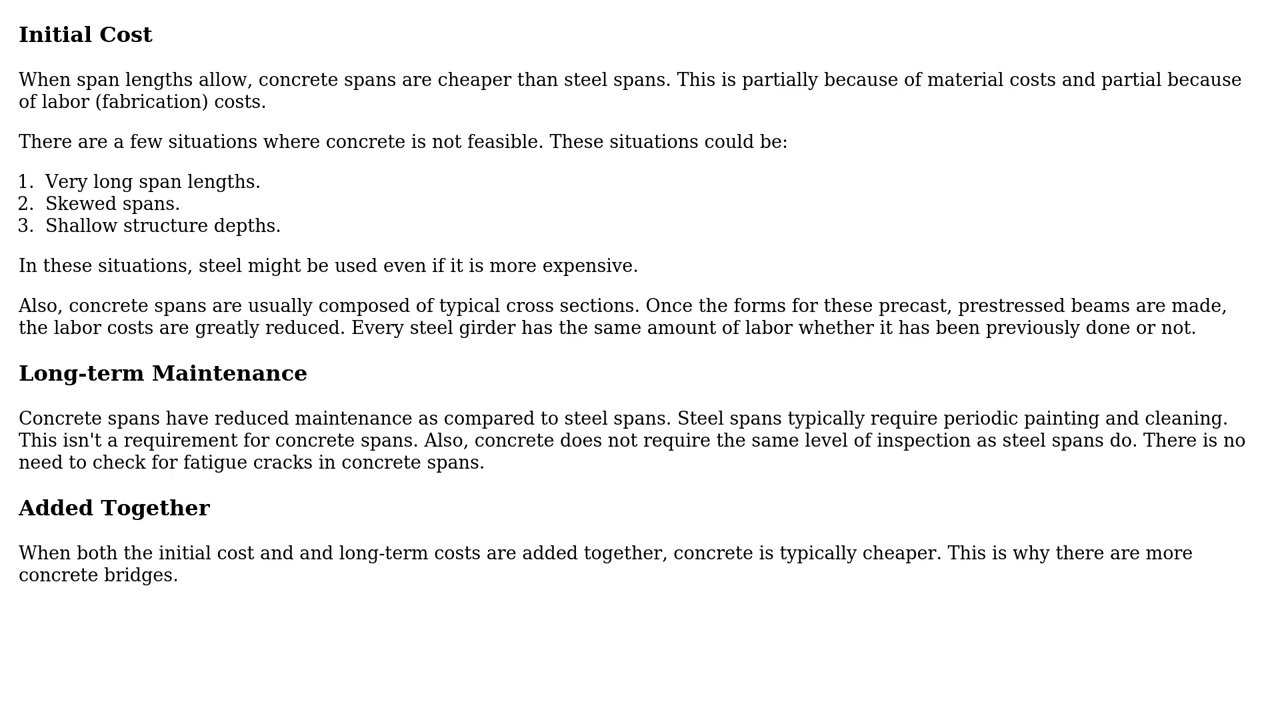 Initial Cost
When span lengths allow, concrete spans are cheaper than steel spans. This is partially because of material costs and partial because
of labor (fabrication) costs.
There are a few situations where concrete is not feasible. These situations could be:
1. Very long span lengths.
2. Skewed spans.
3. Shallow structure depths.
In these situations, steel might be used even if it is more expensive.
Also, concrete spans are usually composed of typical cross sections. Once the forms for these precast, prestressed beams are made,
the labor costs are greatly reduced. Every steel girder has the same amount of labor whether it has been previously done or not.
Long-term Maintenance
Concrete spans have reduced maintenance as compared to steel spans. Steel spans typically require periodic painting and cleaning.
This isn't a requirement for concrete spans. Also, concrete does not require the same level of inspection as steel spans do. There is no
need to check for fatigue cracks in concrete spans.
Added Together
When both the initial cost and and long-term costs are added together, concrete is typically cheaper. This is why there are more
concrete bridges.